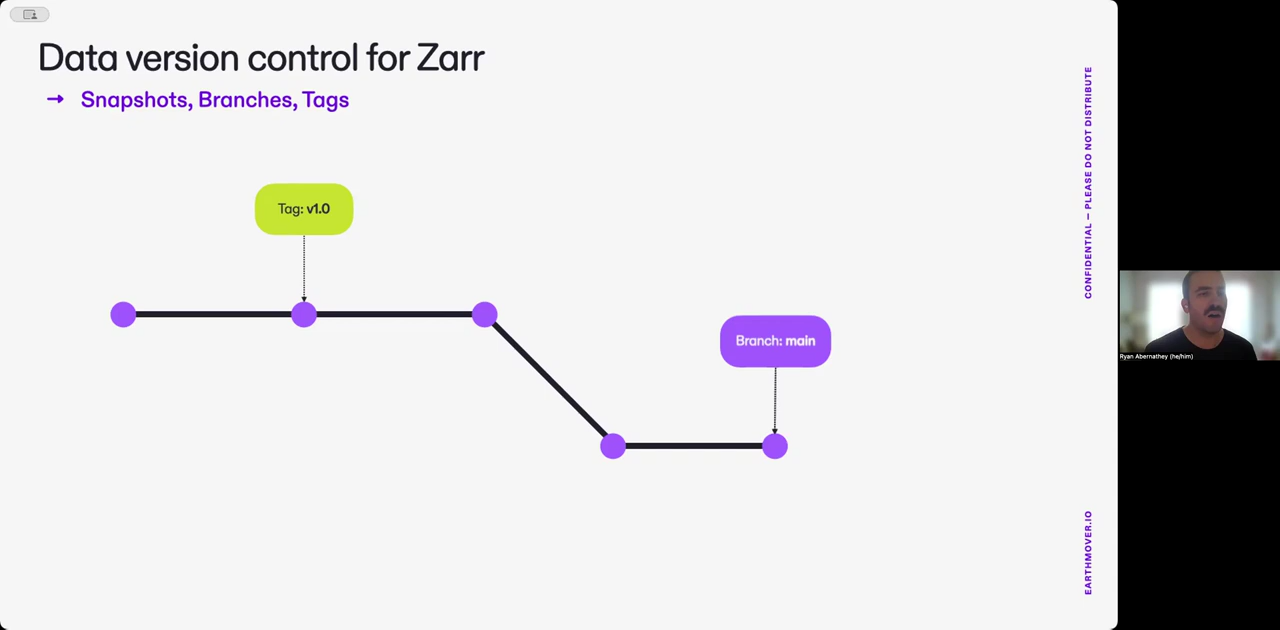 Data version control for Zarr
→ Snapshots, Branches, Tags
Tag: v1.0
Branch: main
CONFIDENTIAL — PLEASE DO NOT DISTRIBUTE
EARTHMOVER.IO
Ryan Abernathey (he/him)